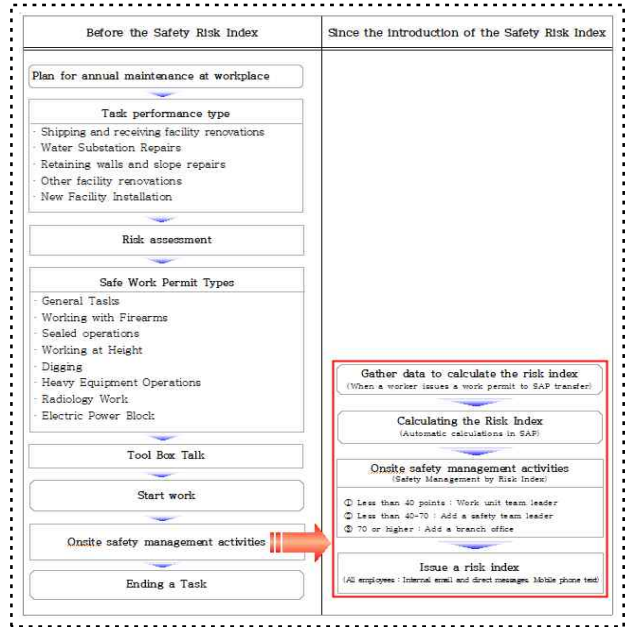 Before the Safety Risk Index
Since the introduction of the Safety Risk Index
Plan for annual maintenance at workplace
Task performance type
· Shipping and receiving facility renovations
· Water Substation Repairs
· Retaining walls and slope repairs
· Other facility renovations
· New Facility Installation
Risk assessment
Safe Work Permit Types
· General Tasks
· Working with Firearms
· Sealed operations
· Working at Height
· Digging
· Heavy Equipment Operations
· Radiology Work
· Electric Power Block
Tool Box Talk
Start work
Onsite safety management activities
Ending a Task
Gather data to calculate the risk index
(When a worker issues a work permit to SAP transfer)
Calculating the Risk Index
(Automatic calculations in SAP)
Onsite safety management activities
(Safety Management by Risk Index)
① Less than 40 points : Work unit team leader
② Less than 40-70 : Add a safety team leader
③ 70 or higher : Add a branch office
Issue a risk index
(All employees : Internal email and direct messages, Mobile phone text)